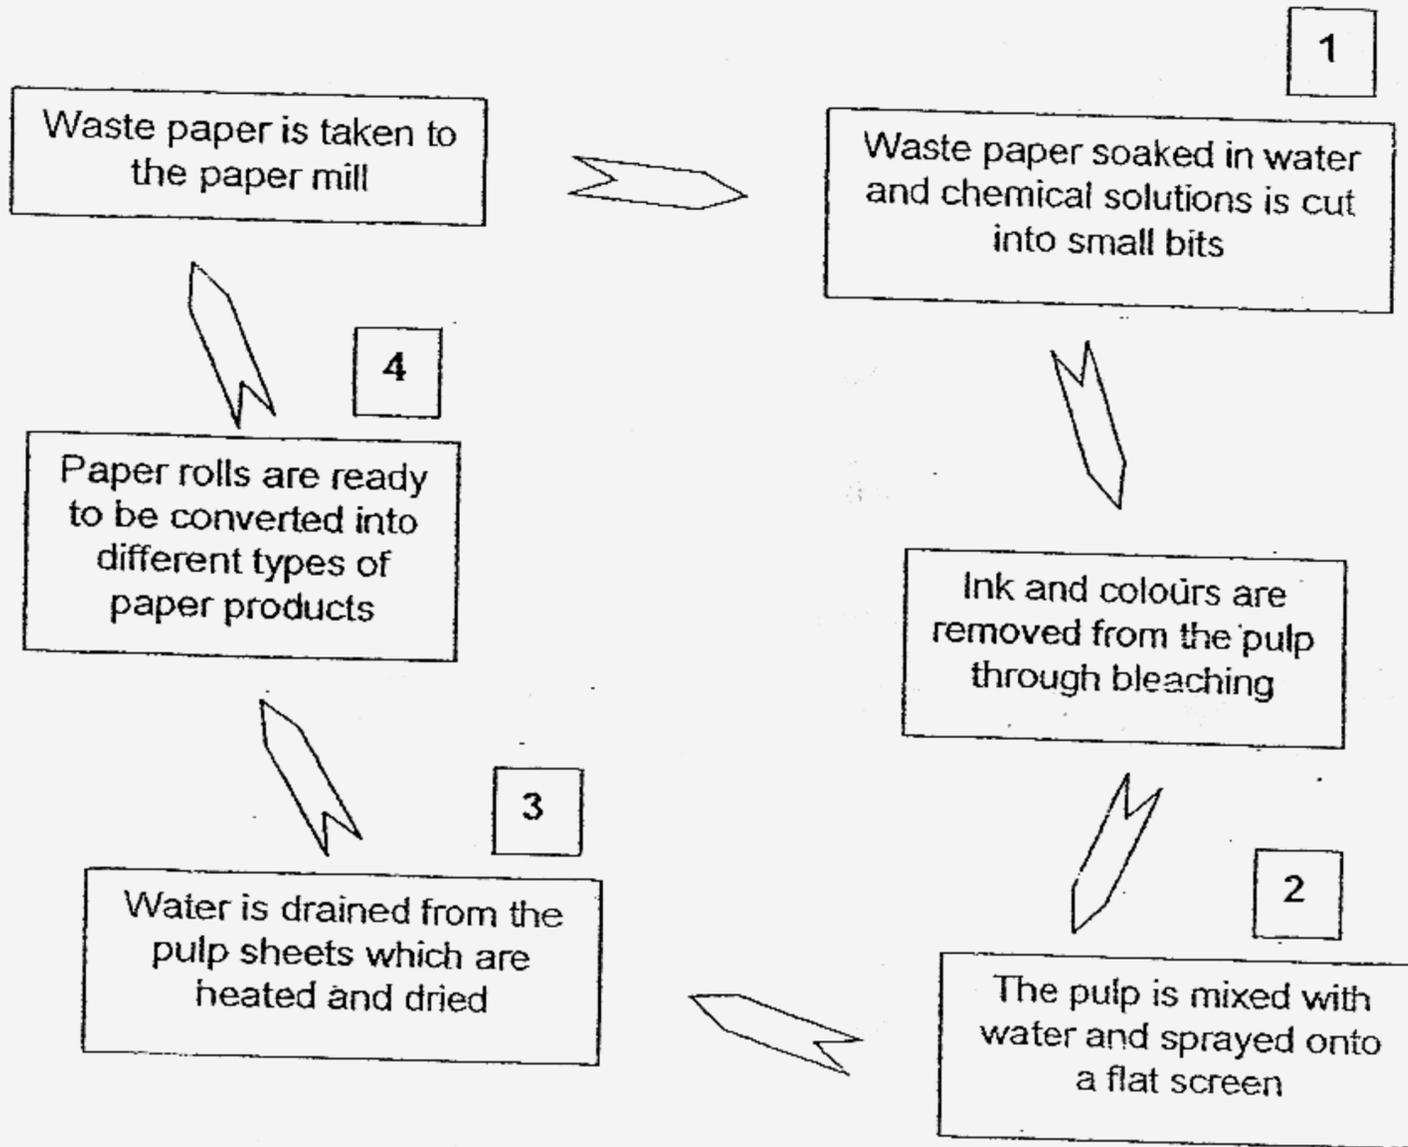 Waste paper is taken to
the paper mill
1
Waste paper soaked in water
and chemical solutions is cut
into small bits
Ink and colours are
removed from the pulp
through bleaching
2
The pulp is mixed with
water and sprayed onto
a flat screen
3
Water is drained from the
pulp sheets which are
heated and dried
4
Paper rolls are ready
to be converted into
different types of
paper products